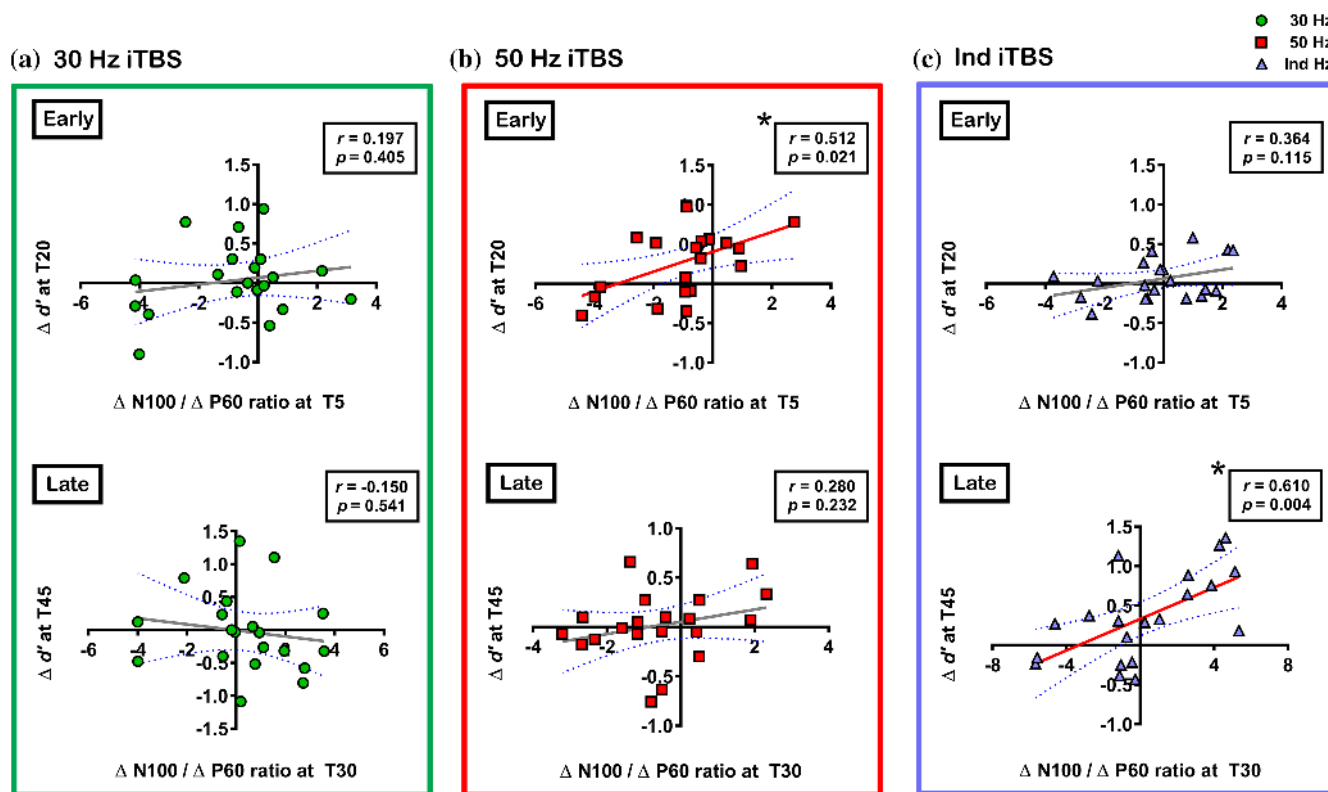 30 Hz
50 Hz
Ind Hz
(a) 30 Hz iTBS
Early
r = 0.197
p = 0.405
1.5
1.0
0.5
-0.5
-1.0
-6 -4 -2 0 2 4
Δ d' at T20
Δ N100 / Δ P60 ratio at T5
Late
r = -0.150
p = 0.541
1.5
1.0
0.5
-0.5
-1.0
-1.5
-6 -4 -2 0 2 4 6
Δ d' at T45
Δ N100 / Δ P60 ratio at T30
(b) 50 Hz iTBS
Early
*
r = 0.512
p = 0.021
1.5
1.0
0.5
-0.5
-1.0
-6 -4 -2 0 2 4
Δ d' at T20
Δ N100 / Δ P60 ratio at T5
Late
r = 0.280
p = 0.232
1.0
0.5
-0.5
-1.0
-4 -2 0 2 4
Δ d' at T45
Δ N100 / Δ P60 ratio at T30
(c) Ind iTBS
Early
r = 0.364
p = 0.115
1.5
1.0
0.5
-0.5
-1.0
-6 -4 -2 0 2 4
Δ d' at T20
Δ N100 / Δ P60 ratio at T5
Late
*
r = 0.610
p = 0.004
1.5
1.0
0.5
-0.5
-1.0
-8 -4 0 4 8
Δ d' at T45
Δ N100 / Δ P60 ratio at T30